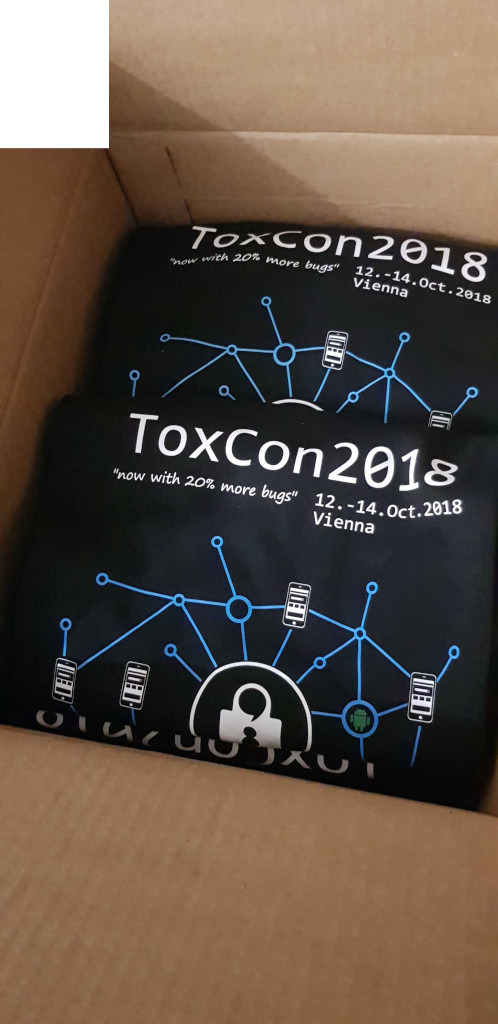 ToxCon2018
"now with 20% more bugs"
12.-14.Oct.2018
Vienna
ToxCon2018
"now with 20% more bugs"
12.-14.Oct.2018
Vienna
ToxCon2018